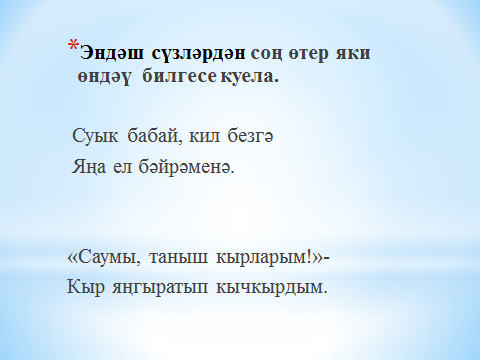 *Эндәш сүзләрдән соң өтер яки
өндәү билгесе куела.
Суык бабай, кил безгә
Яңа ел бәйрәменә.
«Саумы, таныш кырларым!»-
Кыр яңгыратып кычкырдым.